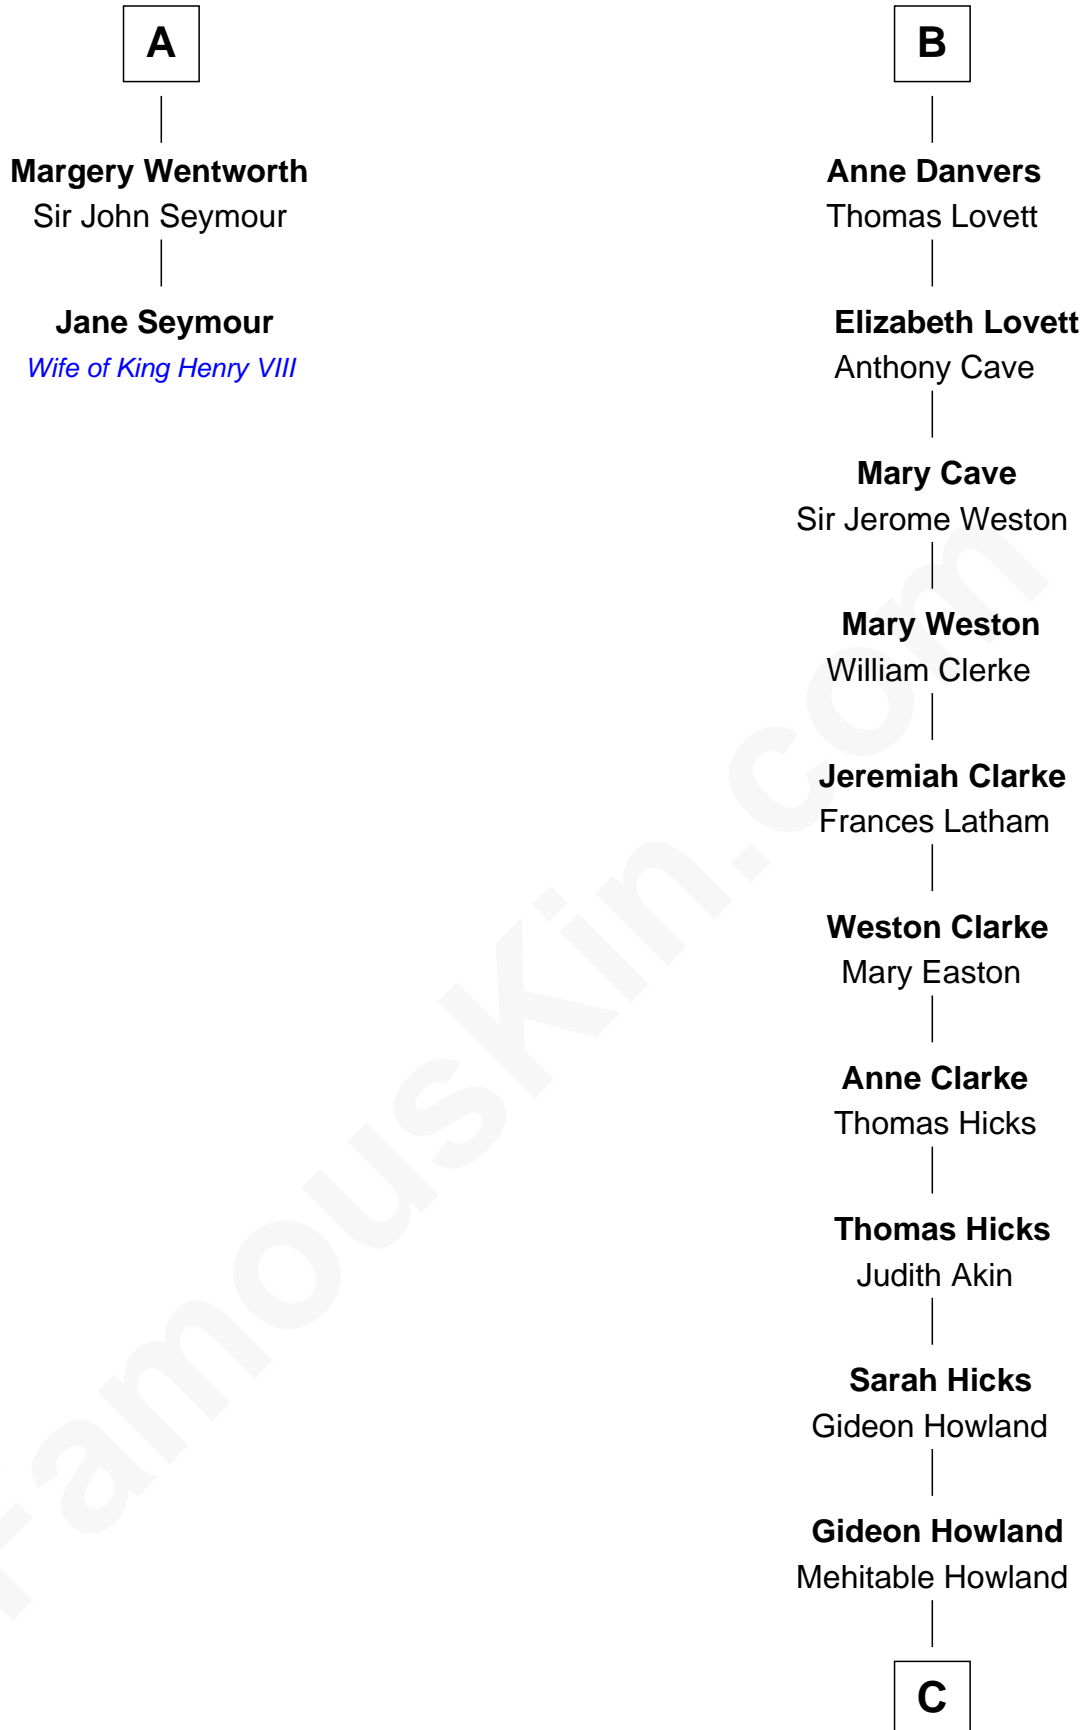 A
Margery Wentworth
Sir John Seymour
Jane Seymour
Wife of King Henry VIII
B
Anne Danvers
Thomas Lovett
Elizabeth Lovett
Anthony Cave
Mary Cave
Sir Jerome Weston
Mary Weston
William Clerke
Jeremiah Clarke
Frances Latham
Weston Clarke
Mary Easton
Anne Clarke
Thomas Hicks
Thomas Hicks
Judith Akin
Sarah Hicks
Gideon Howland
Gideon Howland
Mehitable Howland
C
FamousKin.com